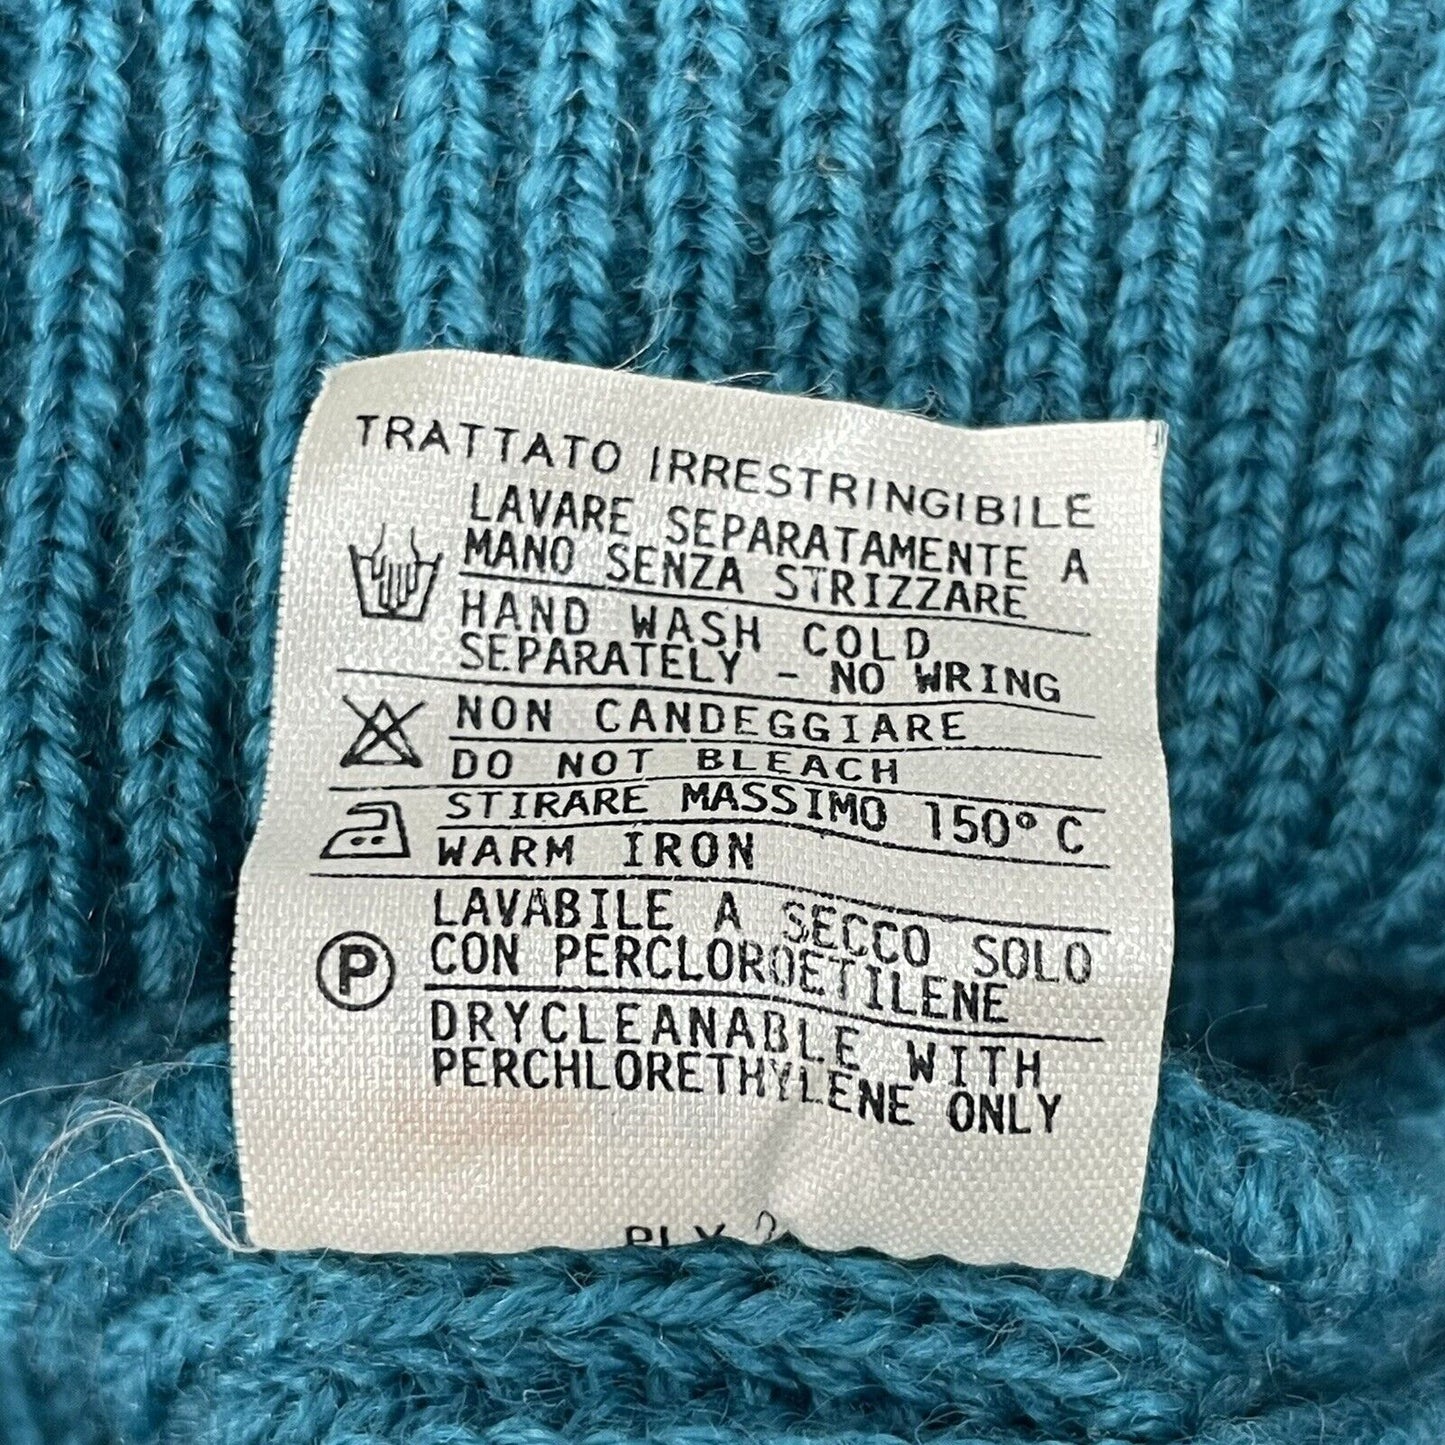 TRATTATO IRRESTRINGIBILE
LAVARE SEPARATAMENTE A
MANO SENZA STRIZZARE
HAND WASH COLD
SEPARATELY - NO WRING
NON CANDEGGIARE
DO NOT BLEACH
STIRARE MASSIMO 150° C
WARM IRON
LAVABILE A SECCO SOLO
CON PERCLOROETILENE
P
DRYCLEANABLE WITH
PERCHLORETHYLENE ONLY